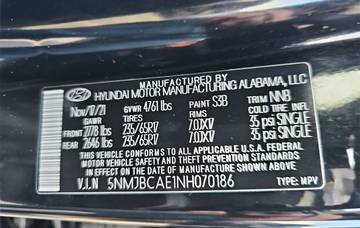 MANUFACTURED BY
HYUNDAI MOTOR MANUFACTURING ALABAMA, LLC
Nov/17/21 GVWR 4761 lbs PAINT S3B TRIM NNB
GAWR TIRES RIMS COLD TIRE INFL
FRONT 2778 lbs 235/65R17 7.0JX17 35 psi SINGLE
REAR 2646 lbs 235/65R17 7.0JX17 35 psi SINGLE
THIS VEHICLE CONFORMS TO ALL APPLICABLE U.S.A FEDERAL
MOTOR VEHICLE SAFETY AND THEFT PREVENTION STANDARDS
IN EFFECT ON THE DATE OF MANUFACTURE SHOWN ABOVE
V.I.N 5NMJBCAE1NH070186 TYPE: MPV